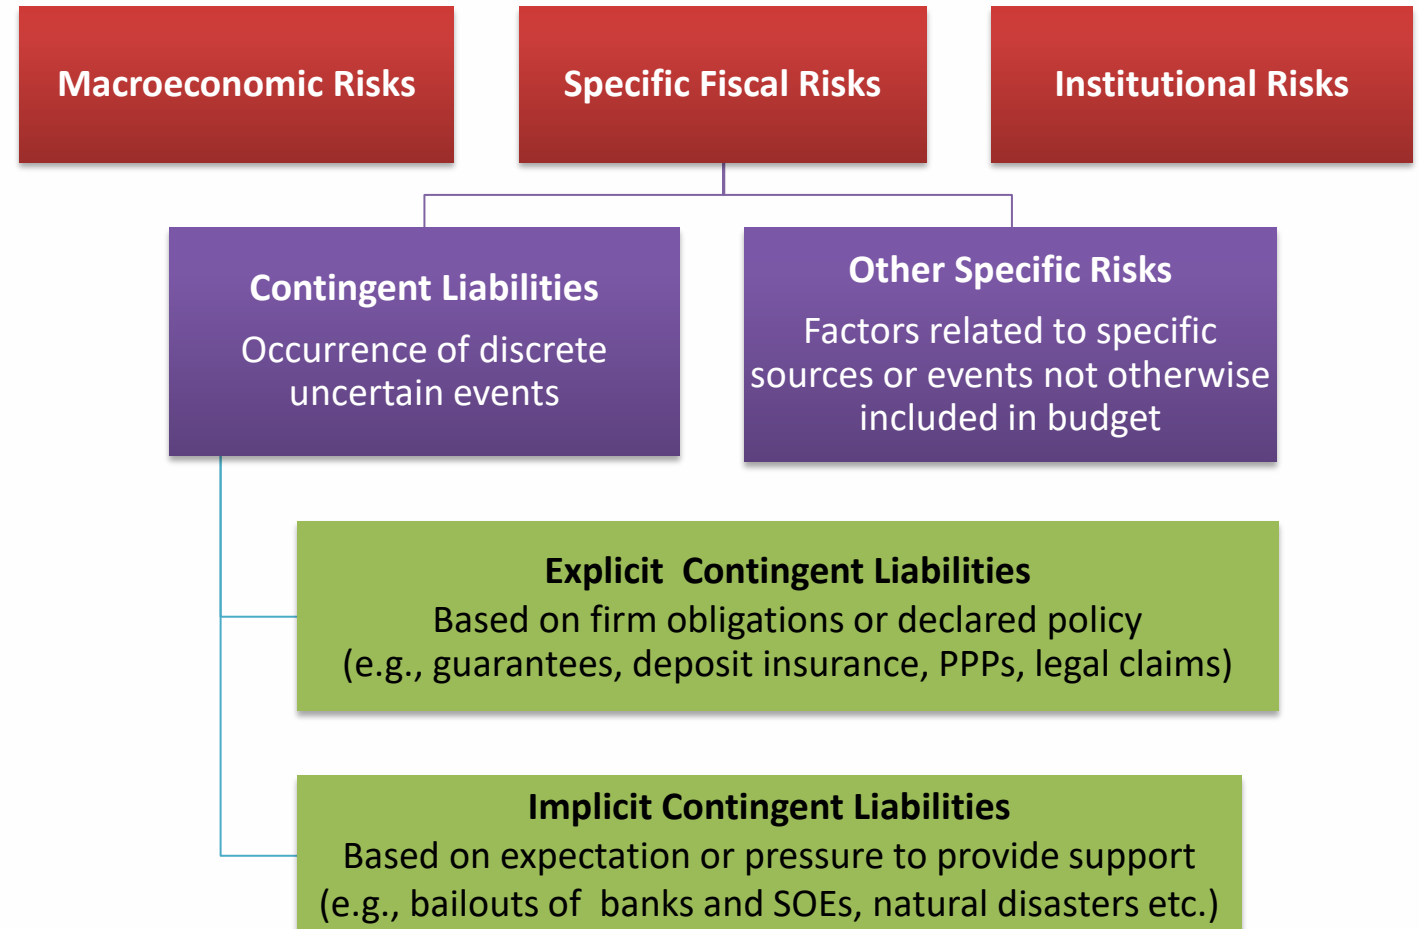 Macroeconomic Risks
Specific Fiscal Risks
Institutional Risks
Contingent Liabilities
Occurrence of discrete
uncertain events
Other Specific Risks
Factors related to specific
sources or events not otherwise
included in budget
Explicit  Contingent Liabilities
Based on firm obligations or declared policy
(e.g., guarantees, deposit insurance, PPPs, legal claims)
Implicit Contingent Liabilities
Based on expectation or pressure to provide support
(e.g., bailouts of  banks and SOEs, natural disasters etc.)